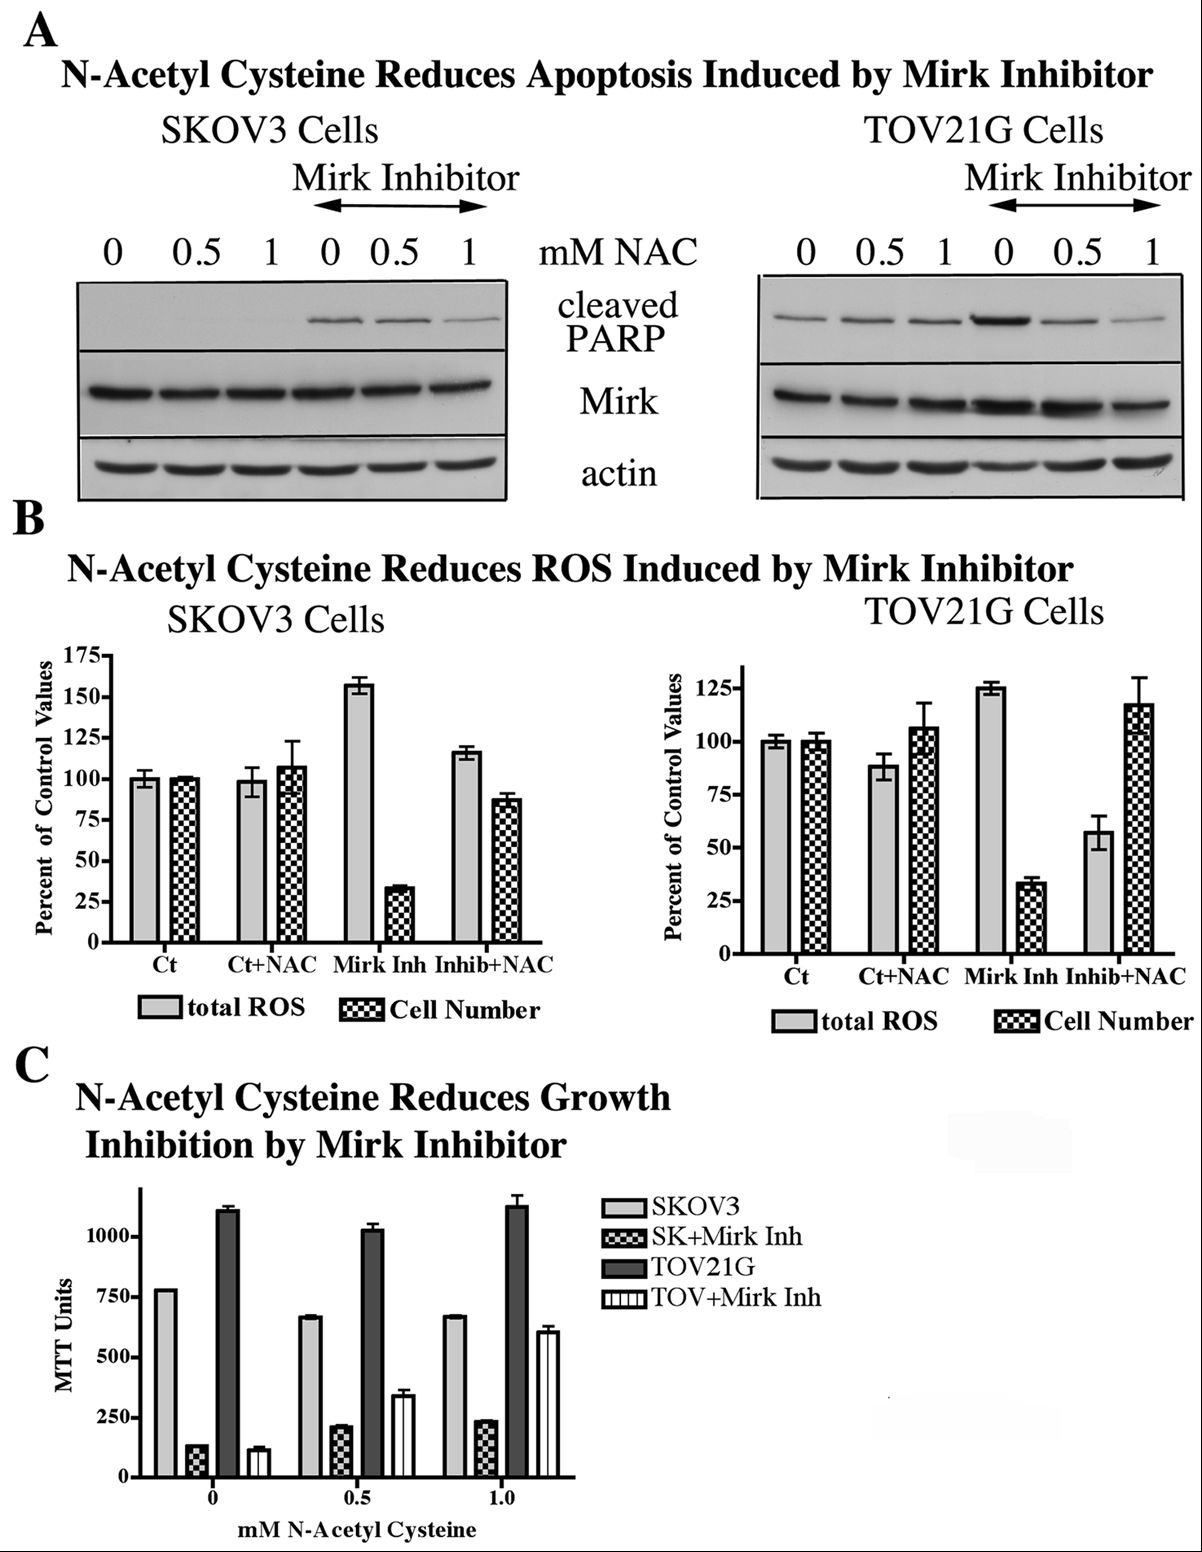 A
N-Acetyl Cysteine Reduces Apoptosis Induced by Mirk Inhibitor
SKOV3 Cells
TOV21G Cells
Mirk Inhibitor
Mirk Inhibitor
0 0.5 1 0 0.5 1 mM NAC 0 0.5 1 0 0.5 1
cleaved
PARP
Mirk
actin
B
N-Acetyl Cysteine Reduces ROS Induced by Mirk Inhibitor
SKOV3 Cells
TOV21G Cells
Percent of Control Values
175
150
125
100
75
50
25
0
Ct Ct+NAC Mirk Inh Inhib+NAC
total ROS Cell Number
Percent of Control Values
125
100
75
50
25
0
Ct Ct+NAC Mirk Inh Inhib+NAC
total ROS Cell Number
C
N-Acetyl Cysteine Reduces Growth
Inhibition by Mirk Inhibitor
MTT Units
1000
750
500
250
0
0 0.5 1.0
mM N-Acetyl Cysteine
SKOV3
SK+Mirk Inh
TOV21G
TOV+Mirk Inh